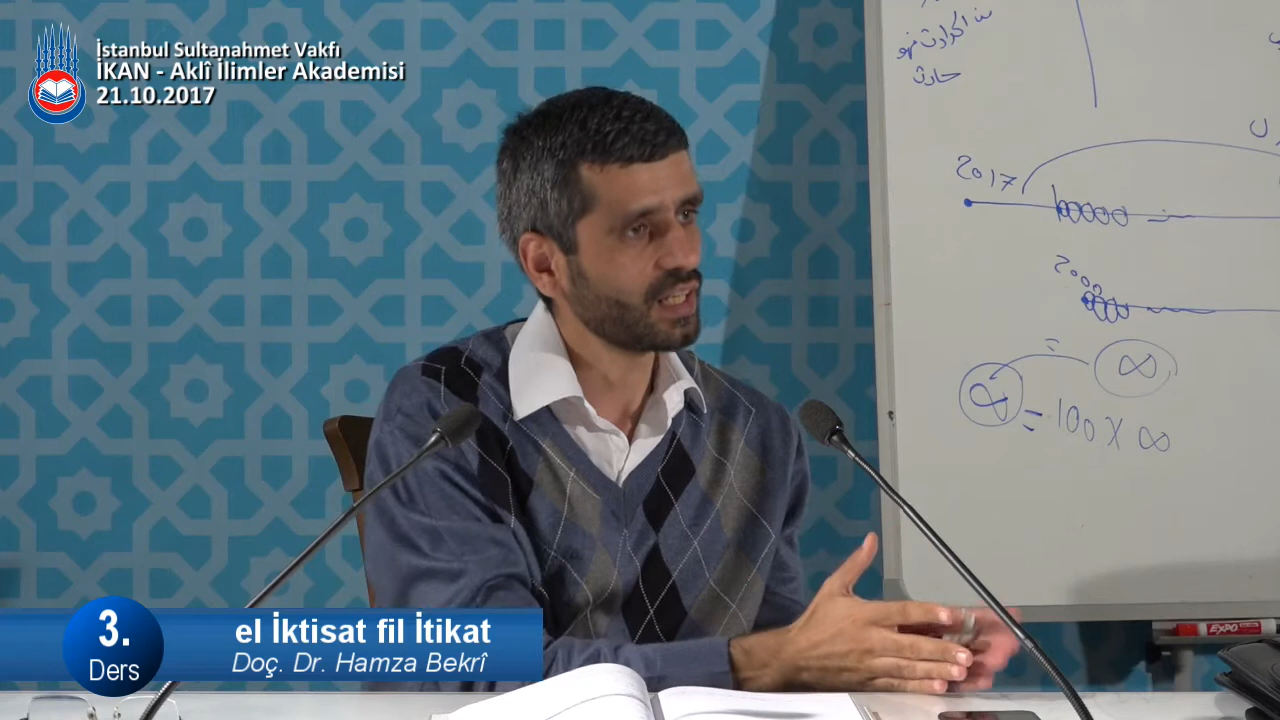 İstanbul Sultanahmet Vakfı
İKAN - Aklî İlimler Akademisi
21.10.2017
حادث
2017
2000
=
∞
∞ = 100 X ∞
EXPO
3.
Ders
el İktisat fil İtikat
Doç. Dr. Hamza Bekrî